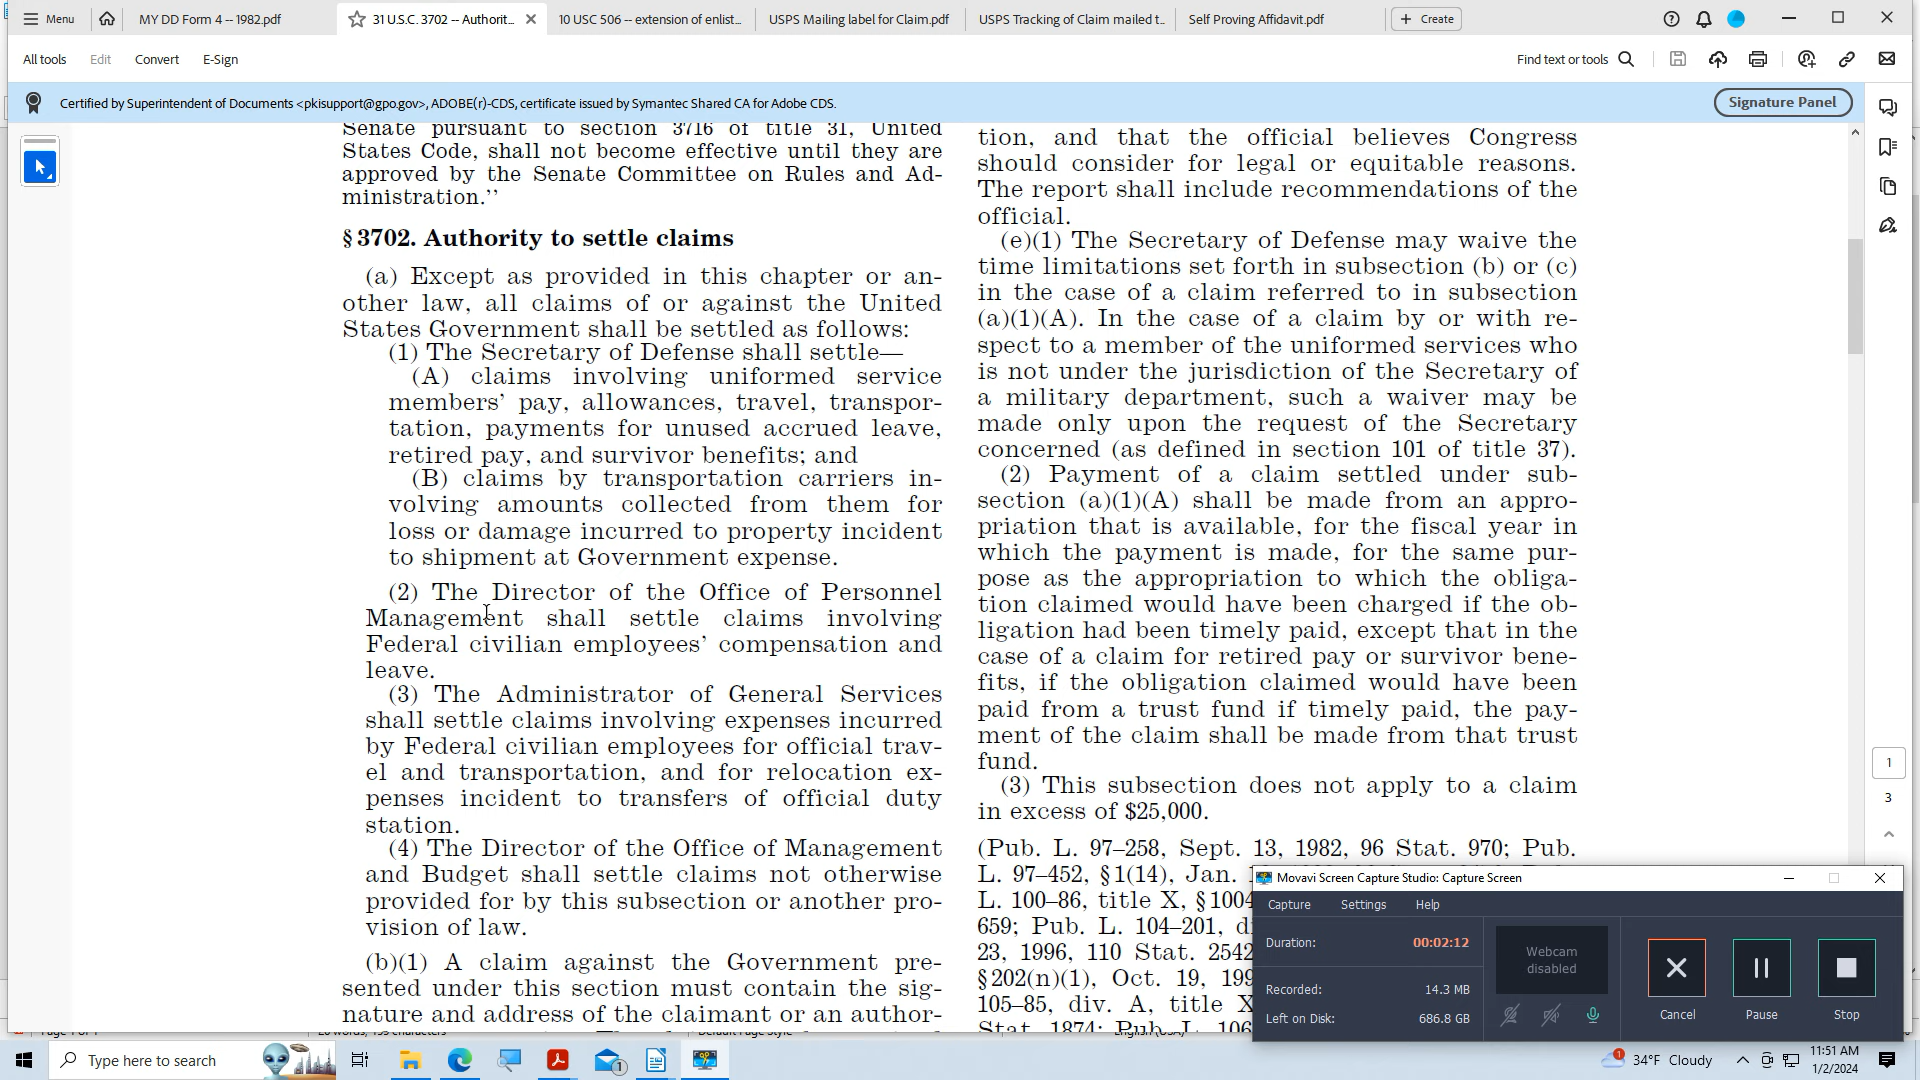 Menu
MY DD Form 4 -- 1982.pdf
31 U.S.C. 3702 -- Authorit...
10 USC 506 -- extension of enlist...
USPS Mailing label for Claim.pdf
USPS Tracking of Claim mailed t...
Self Proving Affidavit.pdf
+ Create
All tools
Edit
Convert
E-Sign
Find text or tools
Certified by Superintendent of Documents <pkisupport@gpo.gov>, ADOBE(r)-CDS, certificate issued by Symantec Shared CA for Adobe CDS.
Signature Panel
Senate pursuant to section 3716 of title 31, United
States Code, shall not become effective until they are
approved by the Senate Committee on Rules and Ad-
ministration.’’
§ 3702. Authority to settle claims
(a) Except as provided in this chapter or an-
other law, all claims of or against the United
States Government shall be settled as follows:
(1) The Secretary of Defense shall settle—
(A) claims involving uniformed service
members’ pay, allowances, travel, transpor-
tation, payments for unused accrued leave,
retired pay, and survivor benefits; and
(B) claims by transportation carriers in-
volving amounts collected from them for
loss or damage incurred to property incident
to shipment at Government expense.
(2) The Director of the Office of Personnel
Management shall settle claims involving
Federal civilian employees’ compensation and
leave.
(3) The Administrator of General Services
shall settle claims involving expenses incurred
by Federal civilian employees for official trav-
el and transportation, and for relocation ex-
penses incident to transfers of official duty
station.
(4) The Director of the Office of Management
and Budget shall settle claims not otherwise
provided for by this subsection or another pro-
vision of law.
(b)(1) A claim against the Government pre-
sented under this section must contain the sig-
nature and address of the claimant or an author-
tion, and that the official believes Congress
should consider for legal or equitable reasons.
The report shall include recommendations of the
official.
(e)(1) The Secretary of Defense may waive the
time limitations set forth in subsection (b) or (c)
in the case of a claim referred to in subsection
(a)(1)(A). In the case of a claim by or with re-
spect to a member of the uniformed services who
is not under the jurisdiction of the Secretary of
a military department, such a waiver may be
made only upon the request of the Secretary
concerned (as defined in section 101 of title 37).
(2) Payment of a claim settled under sub-
section (a)(1)(A) shall be made from an appro-
priation that is available, for the fiscal year in
which the payment is made, for the same pur-
pose as the appropriation to which the obliga-
tion claimed would have been charged if the ob-
ligation had been timely paid, except that in the
case of a claim for retired pay or survivor bene-
fits, if the obligation claimed would have been
paid from a trust fund if timely paid, the pay-
ment of the claim shall be made from that trust
fund.
(3) This subsection does not apply to a claim
in excess of $25,000.
(Pub. L. 97–258, Sept. 13, 1982, 96 Stat. 970; Pub.
L. 97–452, § 1(14), Jan.
L. 100–86, title X, § 1004
659; Pub. L. 104–201, di
23, 1996, 110 Stat. 2542
§ 202(n)(1), Oct. 19, 199
105–85, div. A, title X
Stat. 1874; Pub. L. 106
1
3
Movavi Screen Capture Studio: Capture Screen
Capture
Settings
Help
Duration:
00:02:12
Recorded:
14.3 MB
Left on Disk:
686.8 GB
Webcam
disabled
Cancel
Pause
Stop
Type here to search
1
1
34°F Cloudy
11:51 AM
1/2/2024